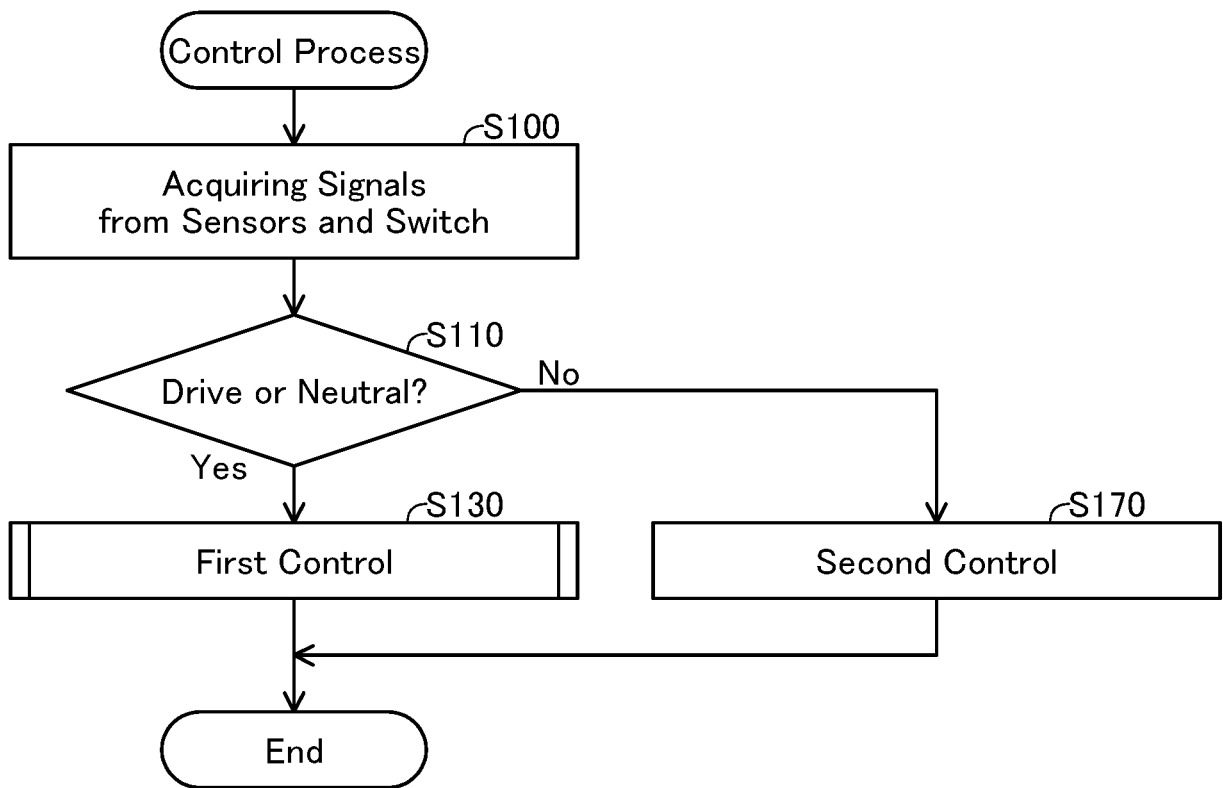 Control Process
S100
Acquiring Signals
from Sensors and Switch
S110
Drive or Neutral?
No
Yes
S130
First Control
S170
Second Control
End